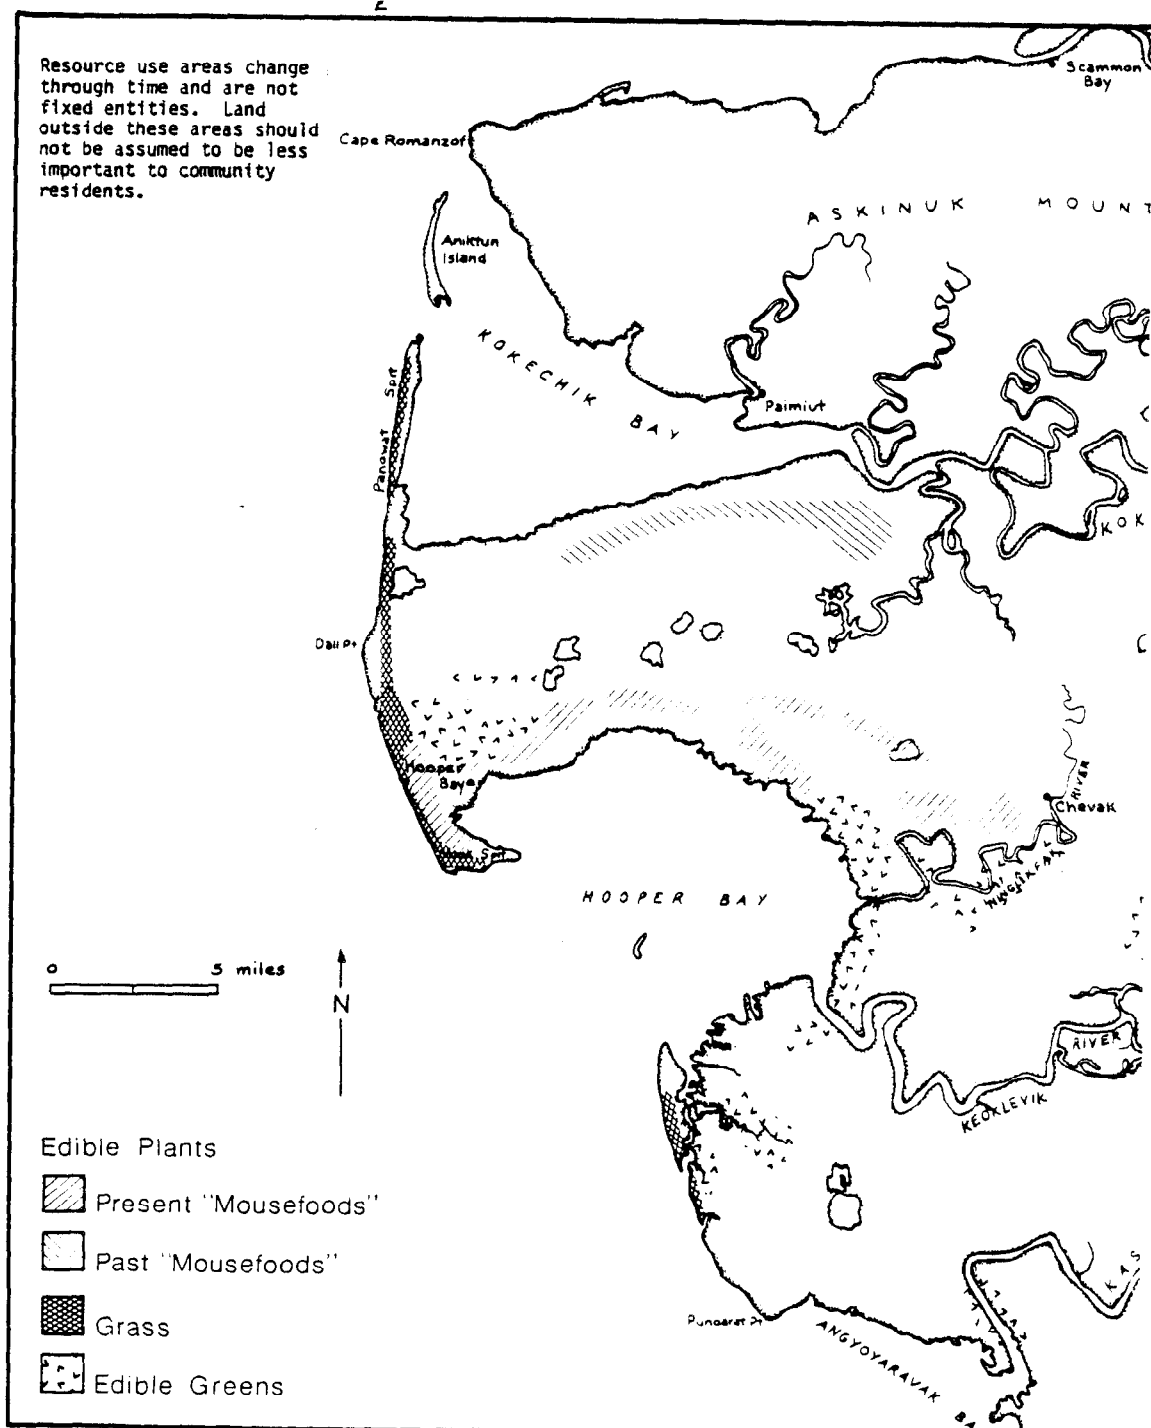 Resource use areas change
through time and are not
fixed entities. Land
outside these areas should
not be assumed to be less
important to community
residents.
Scammon
Bay
Cape Romanzof
ASKINUK MOUNT
Aniktun
Island
KOKECHIK BAY
Panowat Spit
Paimiut
KOK
Dall Pt
Hooper
Bay
Spit
RIVER
Chevak
HOOPER BAY
0 5 miles
N
RIVER
KEOKLEVIK
Edible Plants
Present "Mousefoods"
Past "Mousefoods"
Grass
Edible Greens
KAS
ANGYOYARAVAK BA